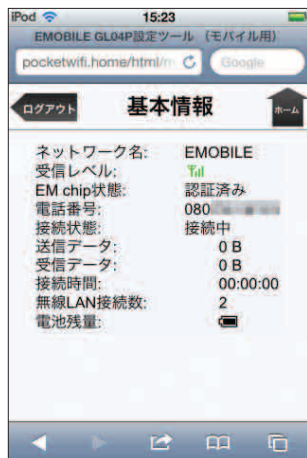 iPod 15:23
EMOBILE GL04P設定ツール （モバイル用）
pocketwifi.home/html/m Google
ログアウト 基本情報 ホーム
ネットワーク名: EMOBILE
受信レベル:
EM chip状態: 認証済み
電話番号: 080
接続状態: 接続中
送信データ: 0 B
受信データ: 0 B
接続時間: 00:00:00
無線LAN接続数: 2
電池残量: